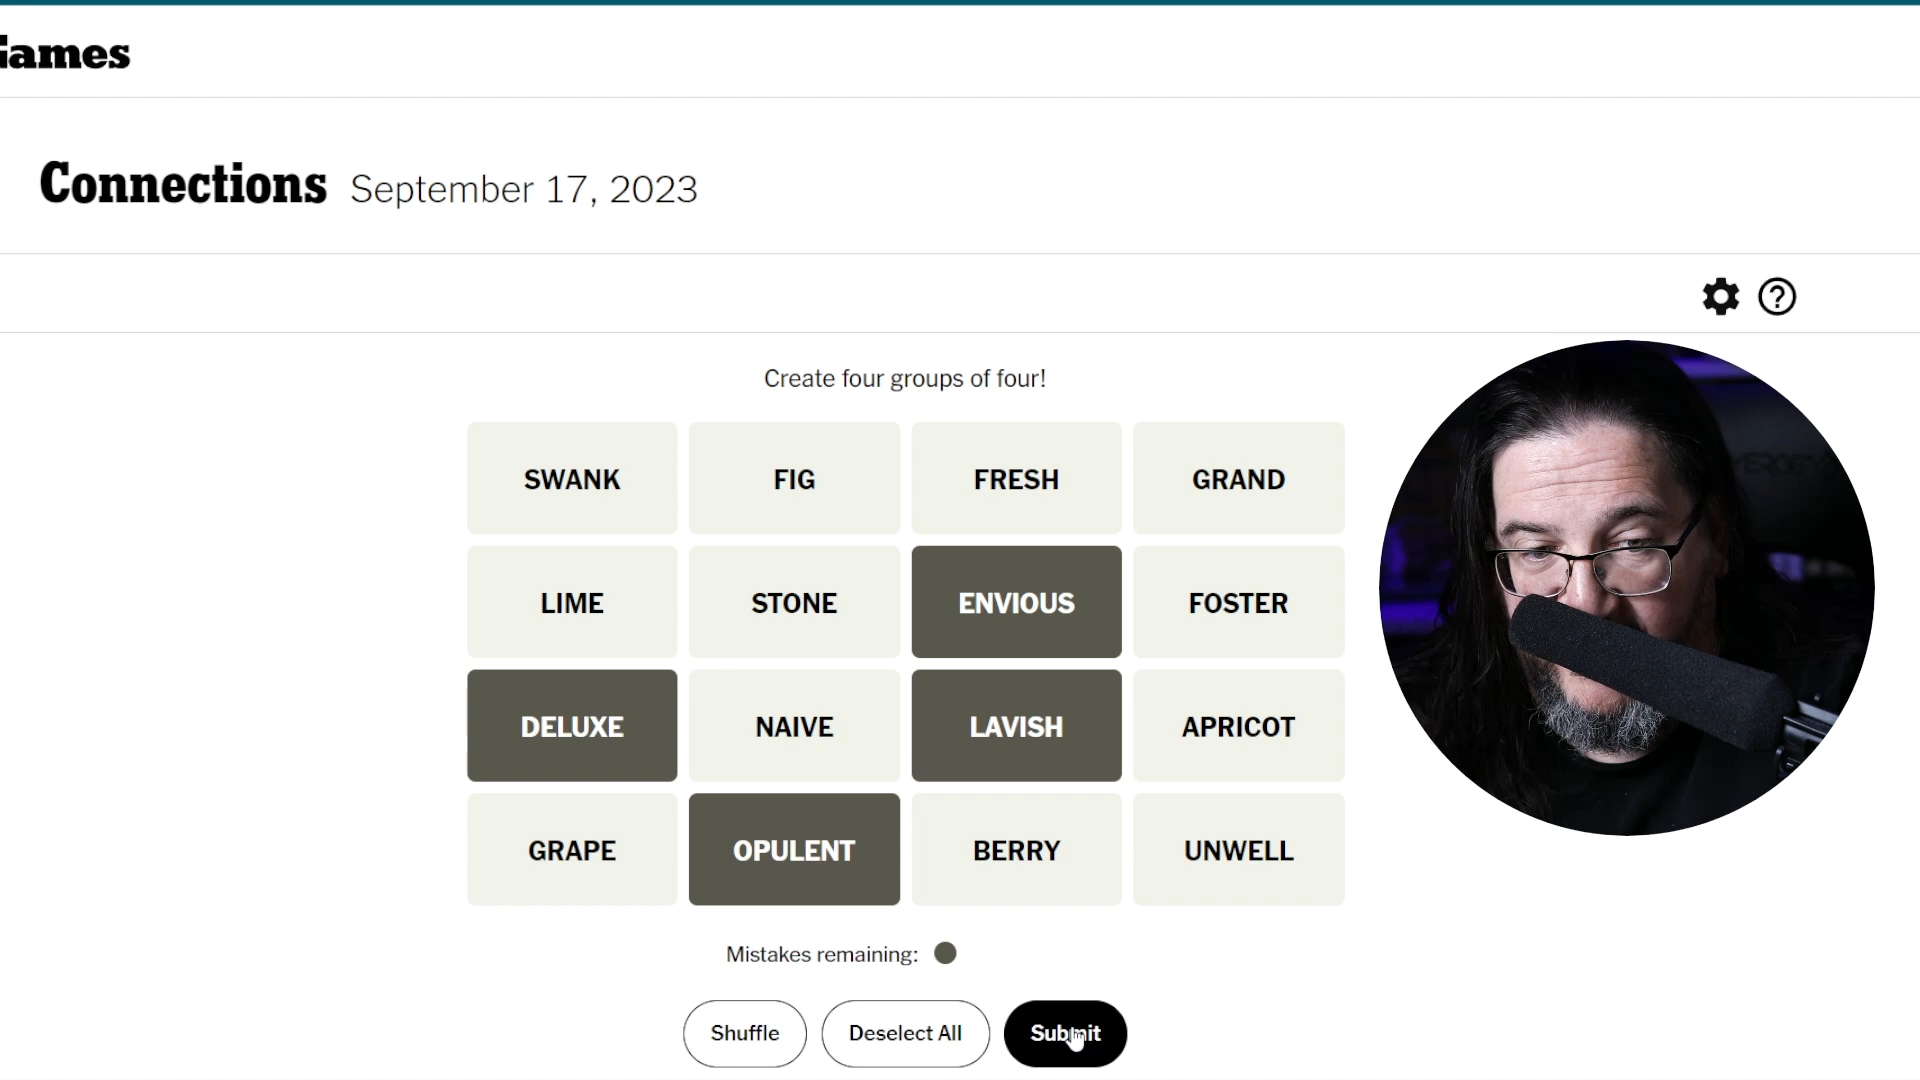 Games
Connections September 17, 2023
Create four groups of four!
SWANK FIG FRESH GRAND
LIME STONE ENVIOUS FOSTER
DELUXE NAIVE LAVISH APRICOT
GRAPE OPULENT BERRY UNWELL
Mistakes remaining:
Shuffle Deselect All Submit